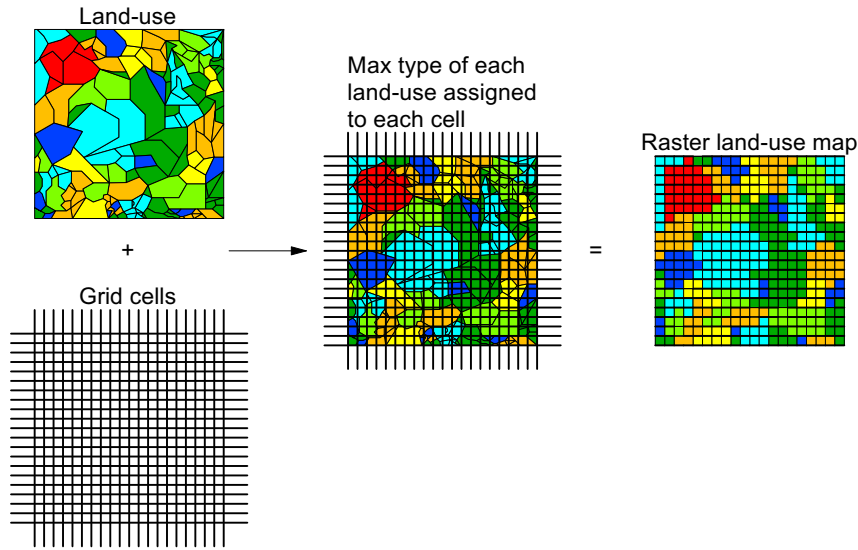 Land-use
+
Grid cells
Max type of each
land-use assigned
to each cell
=
Raster land-use map